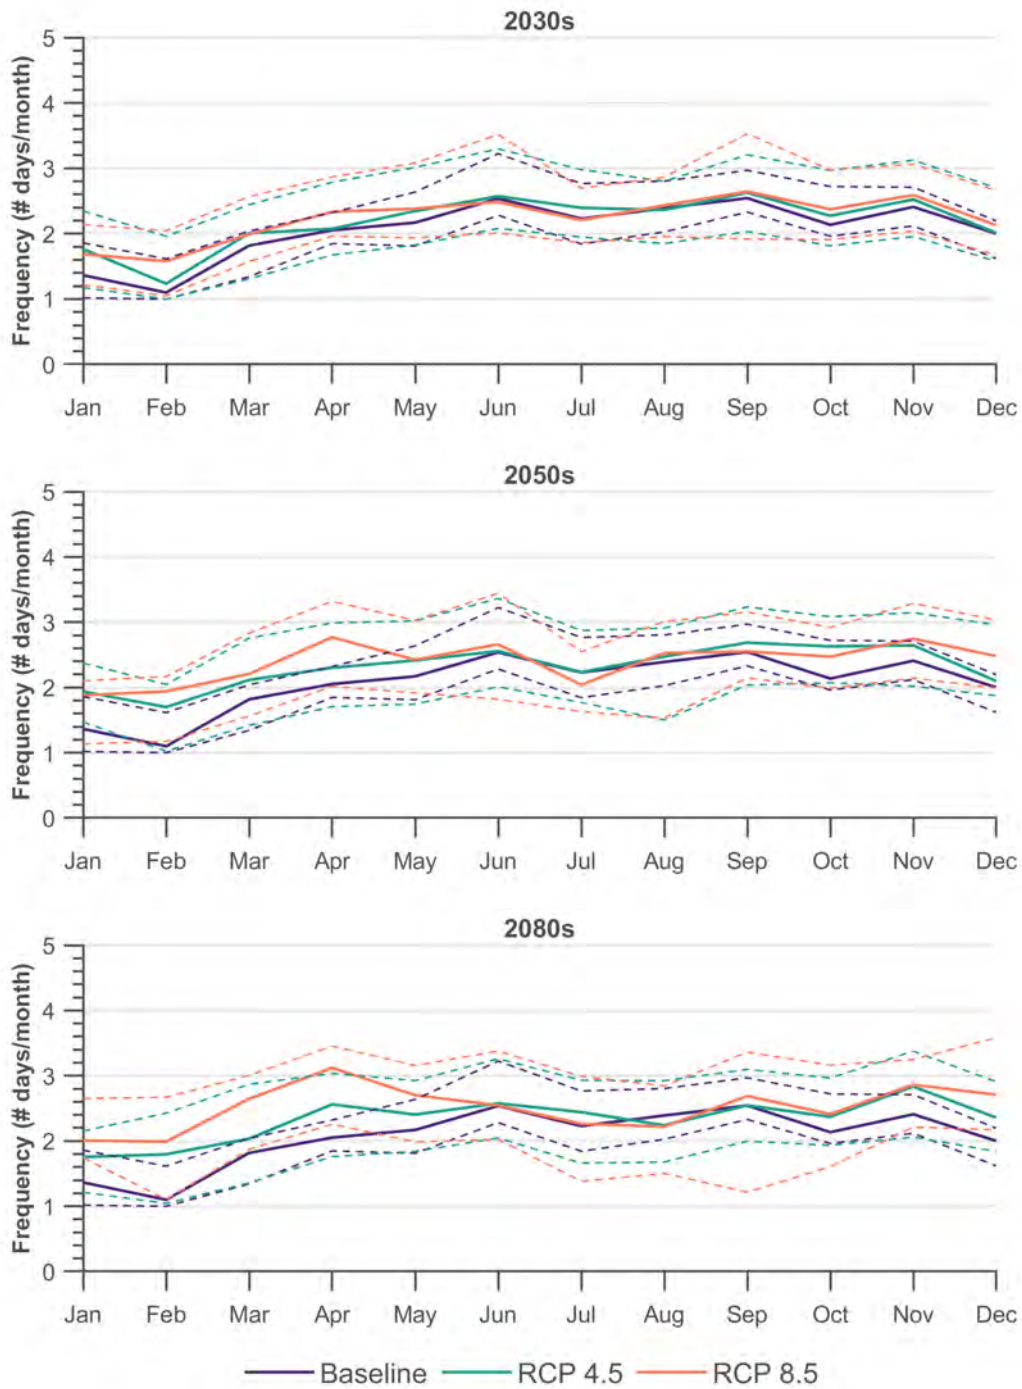 2030s
Frequency (# days/month)
5
4
3
2
1
0
Jan Feb Mar Apr May Jun Jul Aug Sep Oct Nov Dec
2050s
Frequency (# days/month)
5
4
3
2
1
0
Jan Feb Mar Apr May Jun Jul Aug Sep Oct Nov Dec
2080s
Frequency (# days/month)
5
4
3
2
1
0
Jan Feb Mar Apr May Jun Jul Aug Sep Oct Nov Dec
Baseline RCP 4.5 RCP 8.5